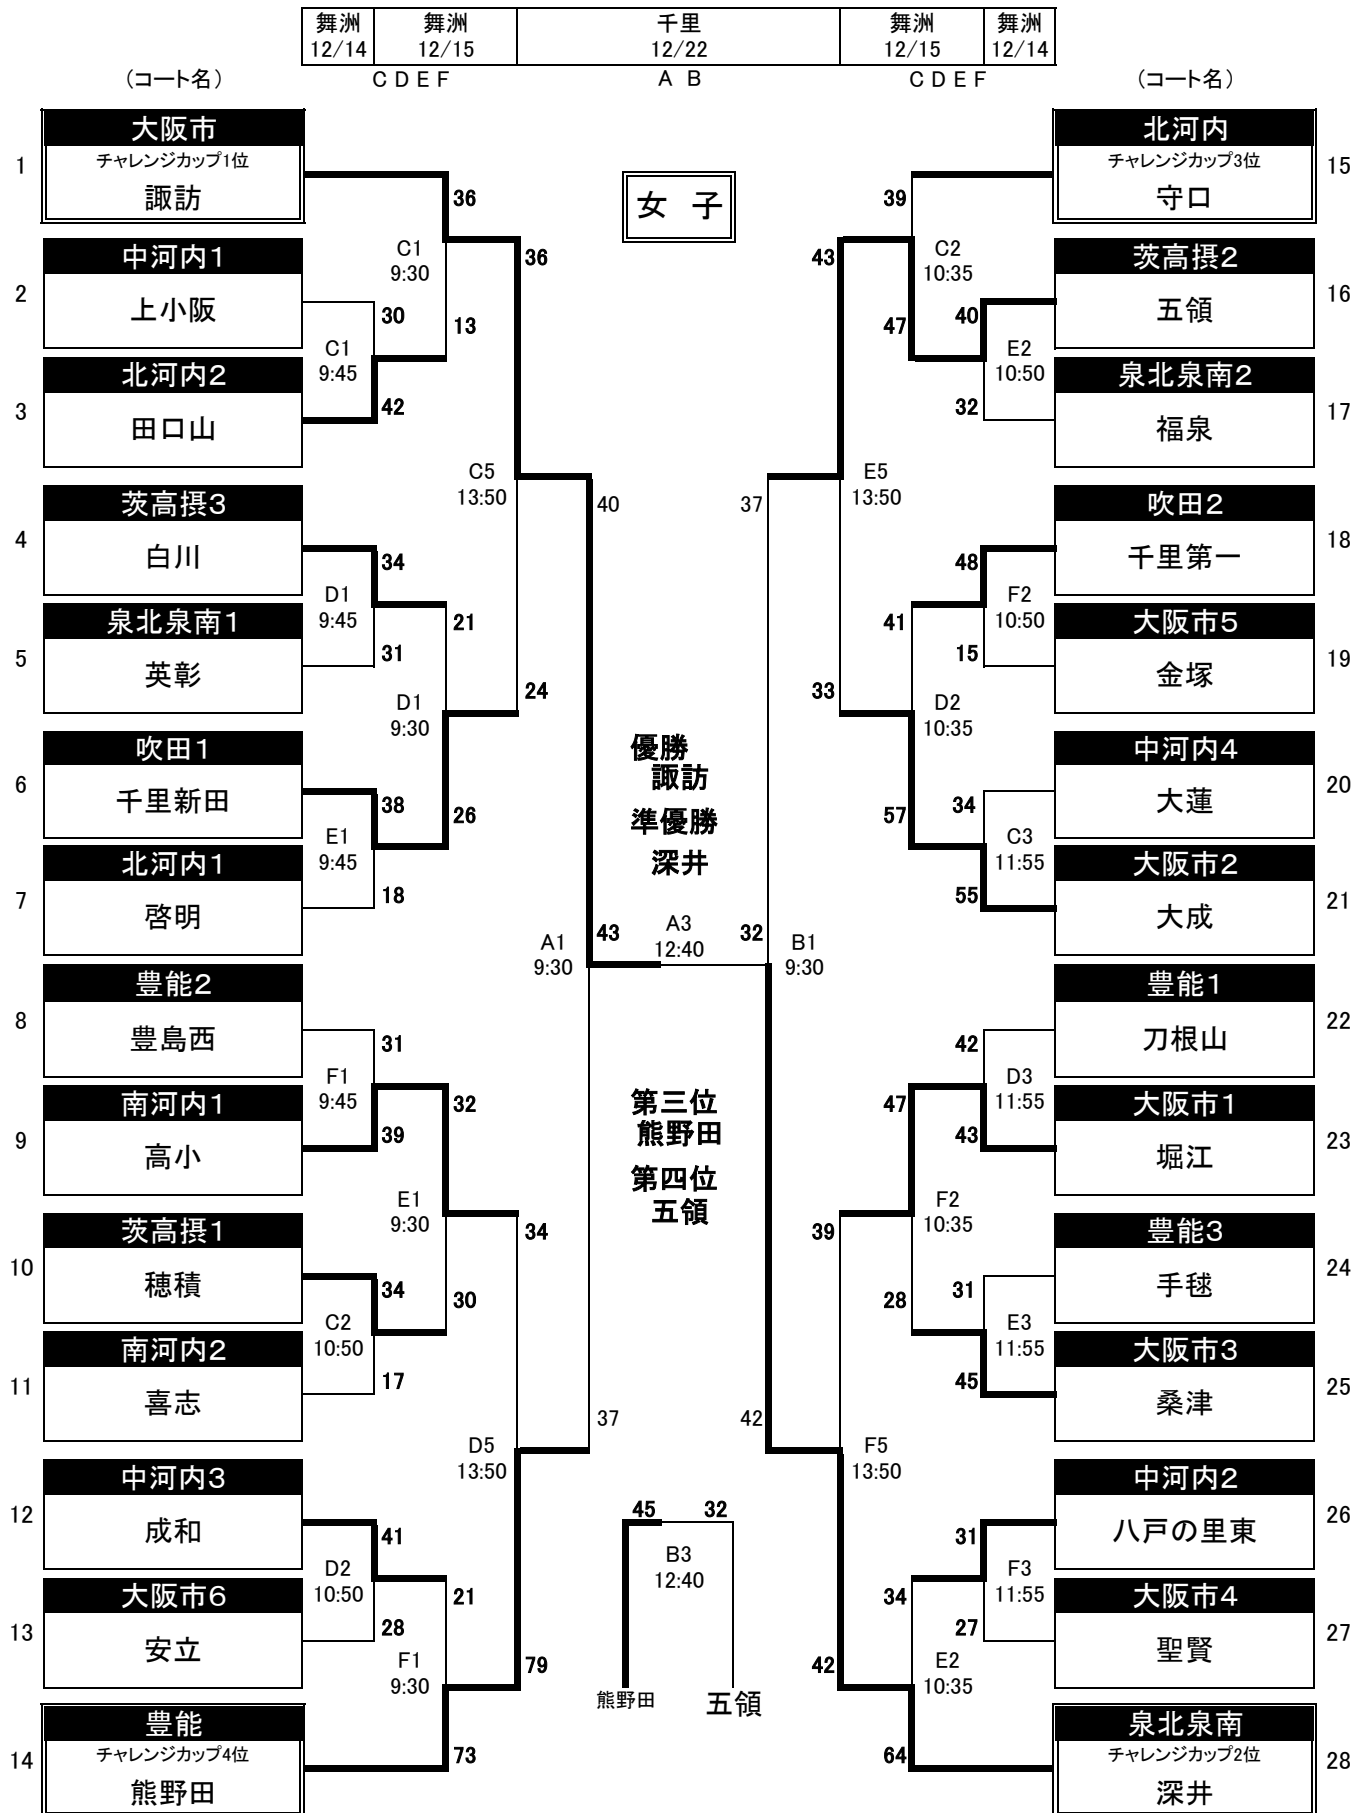 舞洲 舞洲 千里 舞洲 舞洲
12/14 12/15 12/22 12/15 12/14
（コート名） C D E F A B C D E F （コート名）
大阪市 北河内
1 チャレンジカップ1位 チャレンジカップ3位 15
諏訪 36 女 子 39 守口
中河内1 C1 36 43 C2 茨高摂2
9:30 10:35
2 上小阪 30 13 47 40 五領 16
C1 E2
北河内2 9:45 10:50 泉北泉南2
3 田口山 42 32 福泉 17
C5 E5
茨高摂3 13:50 40 37 13:50 吹田2
4 白川 34 48 千里第一 18
D1 F2
泉北泉南1 9:45 21 41 10:50 大阪市5
5 英彰 31 15 金塚 19
D1 24 33 D2
9:30 10:35
吹田1 優勝 中河内4
6 千里新田 諏訪 大蓮 20
38 26 準優勝 57 34
E1 C3
北河内1 9:45 深井 11:55 大阪市2
7 啓明 18 55 大成 21
A1 43 A3 32 B1
9:30 12:40 9:30
豊能2 豊能1
8 豊島西 31 42 刀根山 22
F1 D3
南河内1 9:45 32 第三位 47 11:55 大阪市1
9 高小 39 熊野田 43 堀江 23
第四位
E1 五領 F2
9:30 10:35
茨高摂1 34 39 豊能3
10 穂積 34 30 28 31 手毬 24
C2 E3
南河内2 10:50 11:55 大阪市3
11 喜志 17 45 桑津 25
37 42
D5 F5
13:50 13:50
中河内3 中河内2
12 成和 41 45 32 31 八戸の里東 26
D2 B3 F3
大阪市6 10:50 21 12:40 34 11:55 大阪市4
13 安立 28 27 聖賢 27
F1 79 42 E2
9:30 10:35
熊野田 五領
豊能 泉北泉南
14 チャレンジカップ4位 73 64 チャレンジカップ2位 28
熊野田 深井